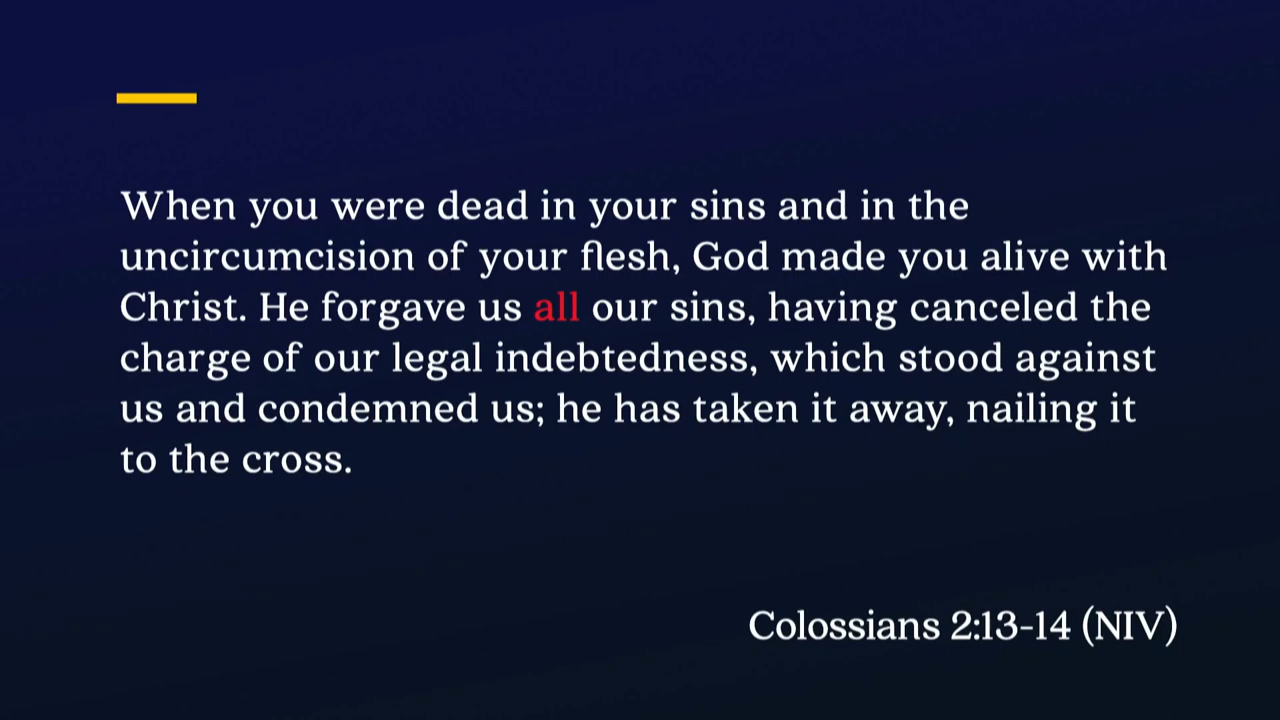 When you were dead in your sins and in the
uncircumcision of your flesh, God made you alive with
Christ. He forgave us all our sins, having canceled the
charge of our legal indebtedness, which stood against
us and condemned us; he has taken it away, nailing it
to the cross.
Colossians 2:13-14 (NIV)